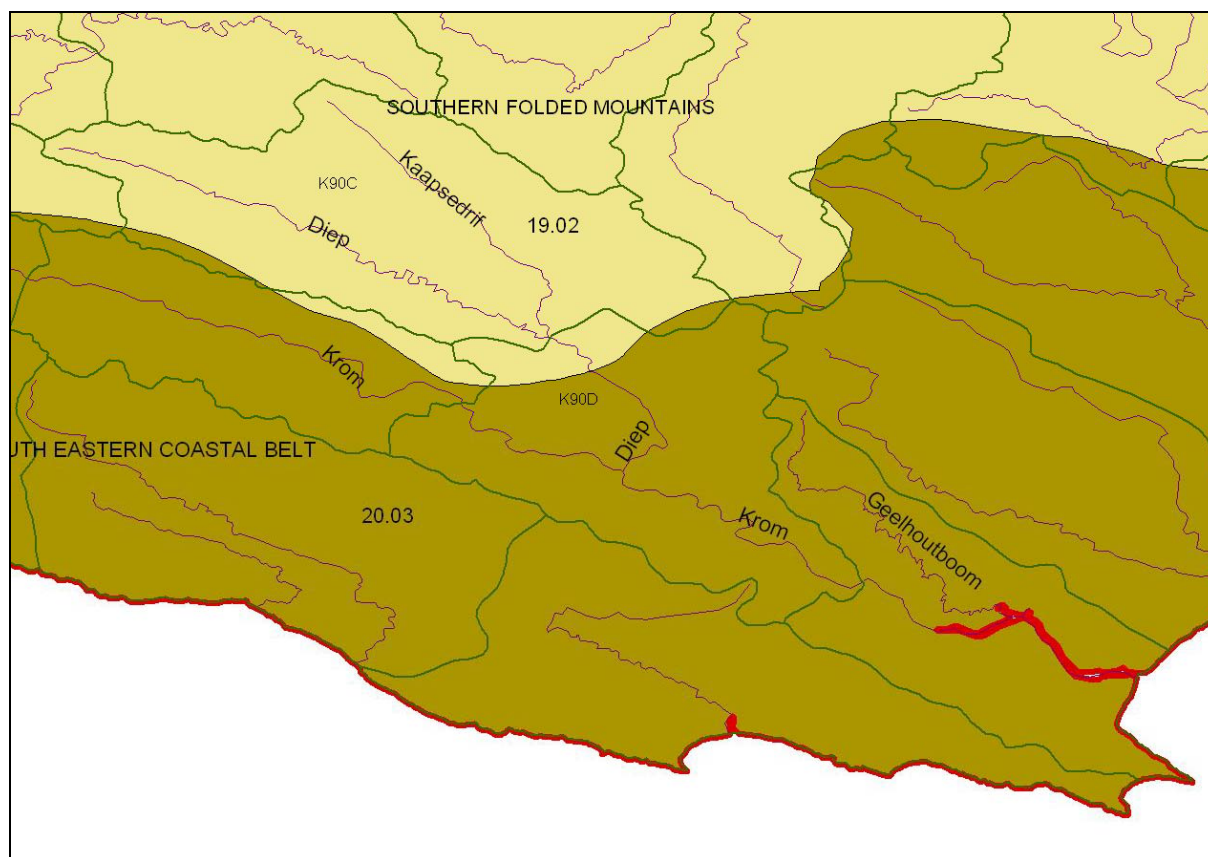 SOUTHERN FOLDED MOUNTAINS
Kaapsedrif
K90C
19.02
Diep
Krom
K90D
Diep
UTH EASTERN COASTAL BELT
Geelhoutboom
20.03
Krom